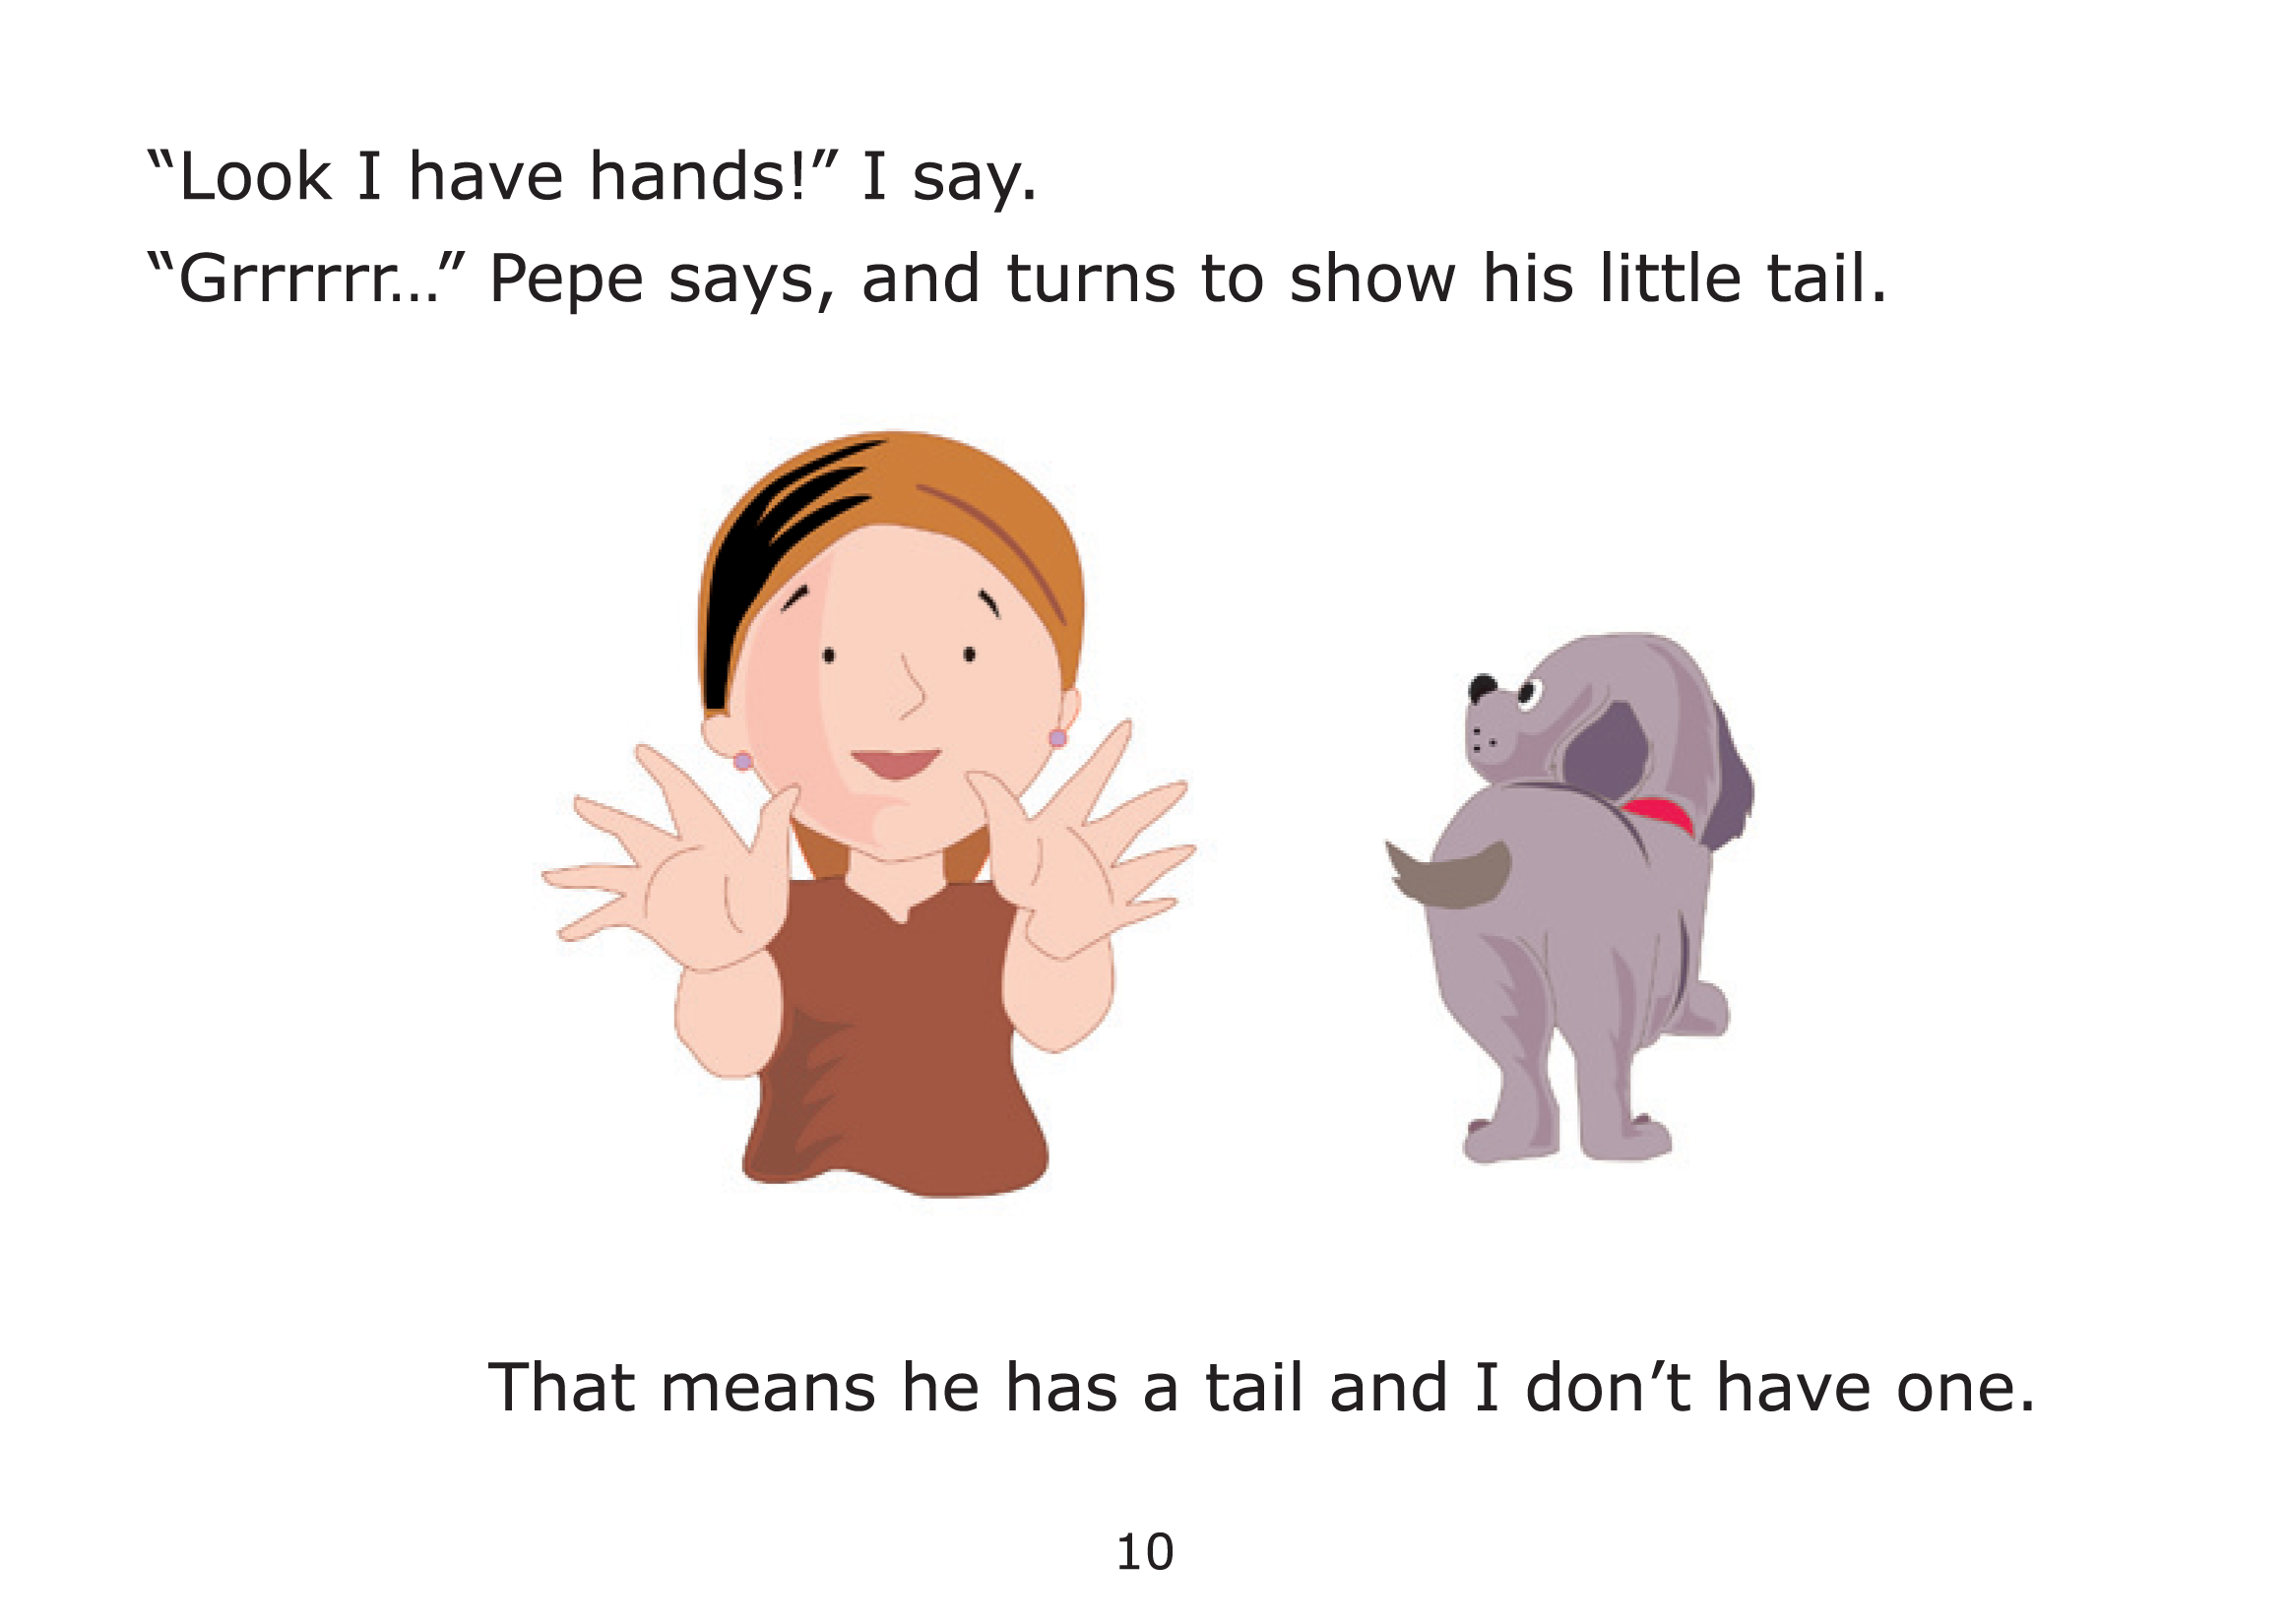 “Look I have hands!” I say.
“Grrrrrr...” Pepe says, and turns to show his little tail.
That means he has a tail and I don’t have one.
10